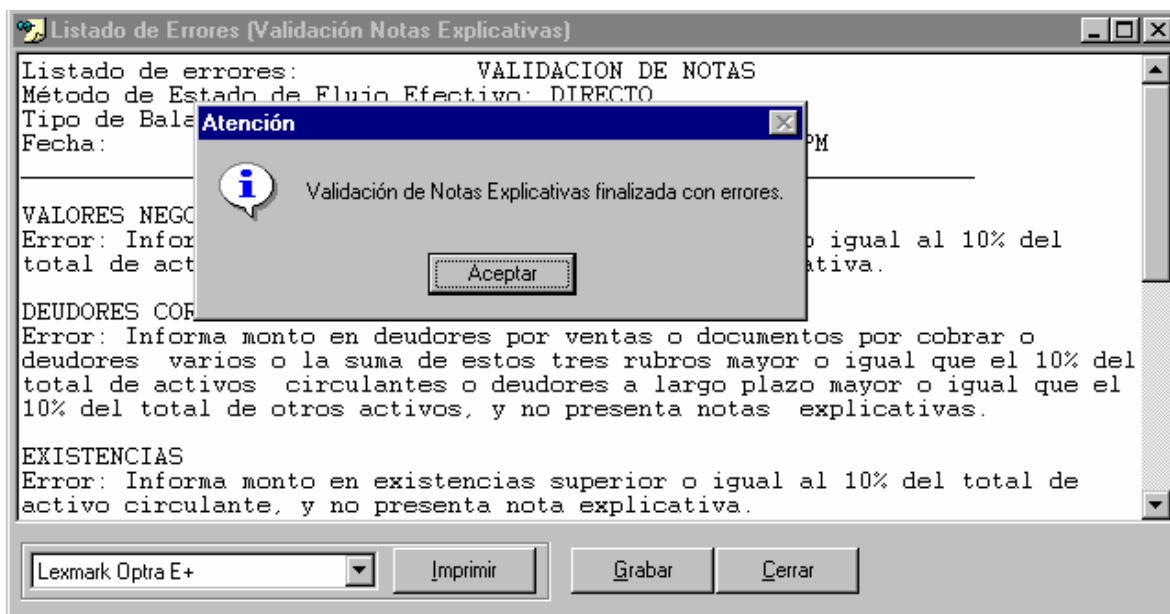 Listado de Errores (Validación Notas Explicativas)
Listado de errores: VALIDACION DE NOTAS
Método de Estado de Flujo Efectivo: DIRECTO
Tipo de Bala
Atención
Fecha: PM
Validación de Notas Explicativas finalizada con errores.
VALORES NEGO
Error: Infor o igual al 10% del
total de act ativa.
Aceptar
DEUDORES COR
Error: Informa monto en deudores por ventas o documentos por cobrar o
deudores varios o la suma de estos tres rubros mayor o igual que el 10% del
total de activos circulantes o deudores a largo plazo mayor o igual que el
10% del total de otros activos, y no presenta notas explicativas.
EXISTENCIAS
Error: Informa monto en existencias superior o igual al 10% del total de
activo circulante, y no presenta nota explicativa.
Lexmark Optra E+ Imprimir Grabar Cerrar